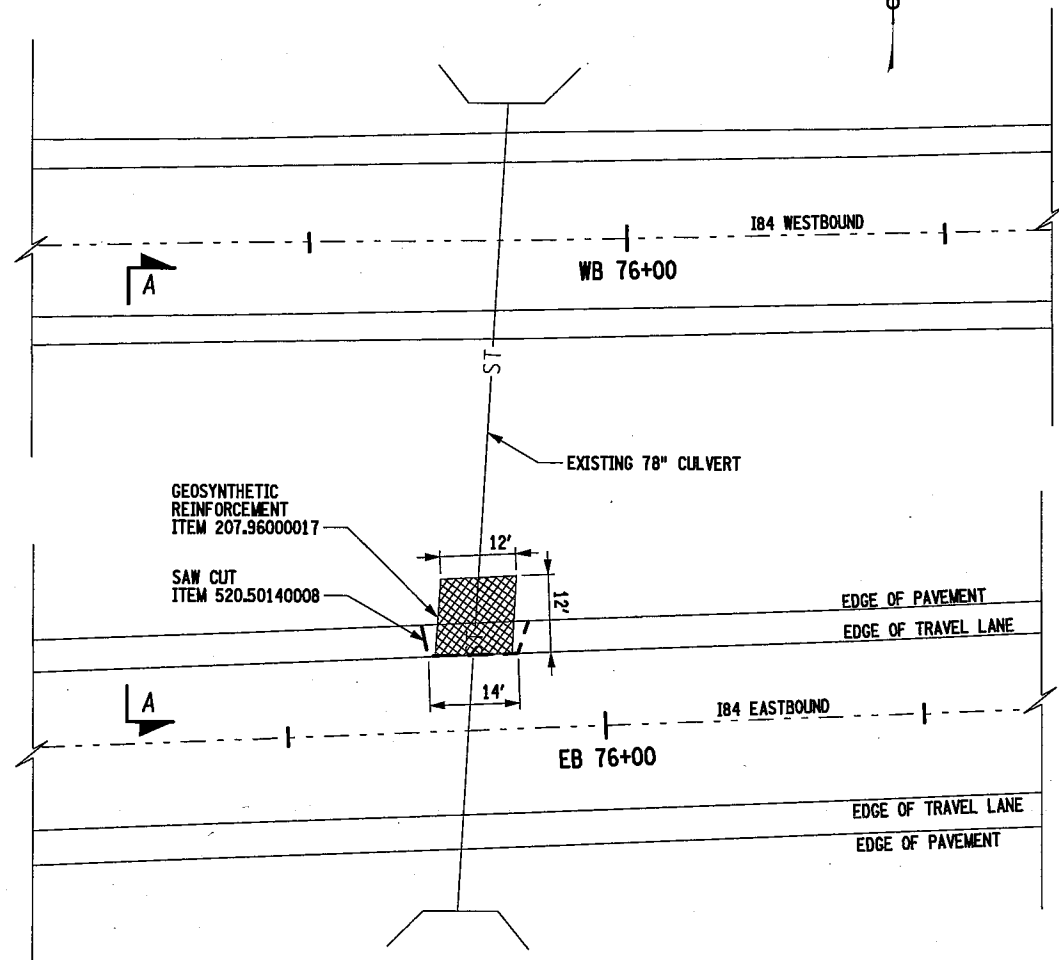 I84 WESTBOUND
A
WB 76+00
ST
EXISTING 78" CULVERT
GEOSYNTHETIC
REINFORCEMENT
ITEM 207.96000017
12'
SAW CUT
ITEM 520.50140008
12'
EDGE OF PAVEMENT
EDGE OF TRAVEL LANE
A
14'
I84 EASTBOUND
EB 76+00
EDGE OF TRAVEL LANE
EDGE OF PAVEMENT